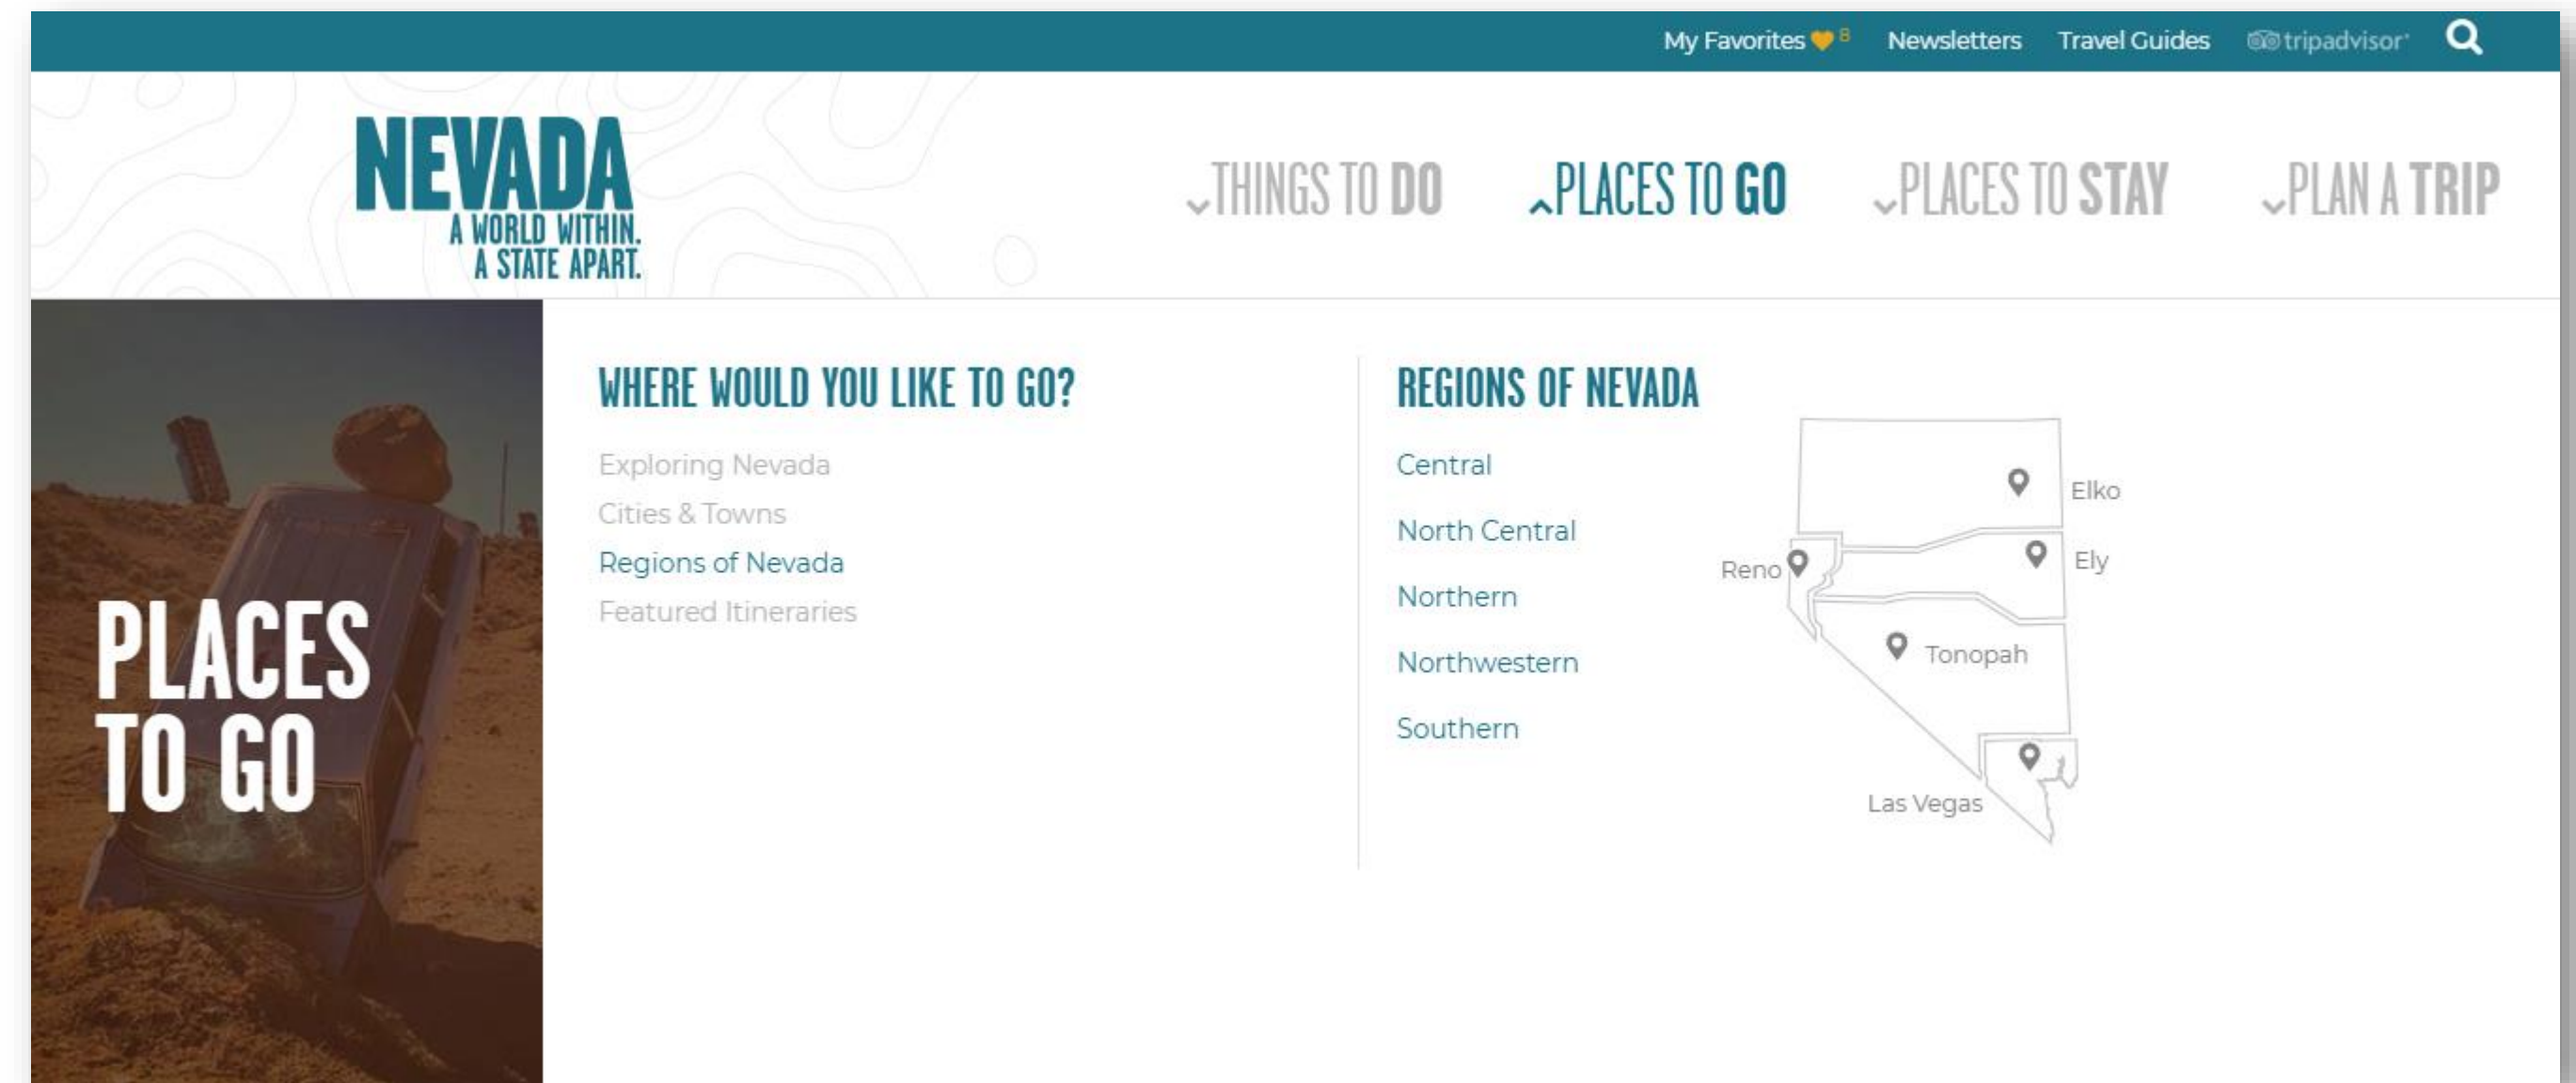 My Favorites 8 Newsletters Travel Guides tripadvisor
NEVADA
A WORLD WITHIN.
A STATE APART.
THINGS TO DO PLACES TO GO PLACES TO STAY PLAN A TRIP
PLACES
TO GO
WHERE WOULD YOU LIKE TO GO?
Exploring Nevada
Cities & Towns
Regions of Nevada
Featured Itineraries
REGIONS OF NEVADA
Central
North Central
Northern
Northwestern
Southern
Elko
Ely
Reno
Tonopah
Las Vegas